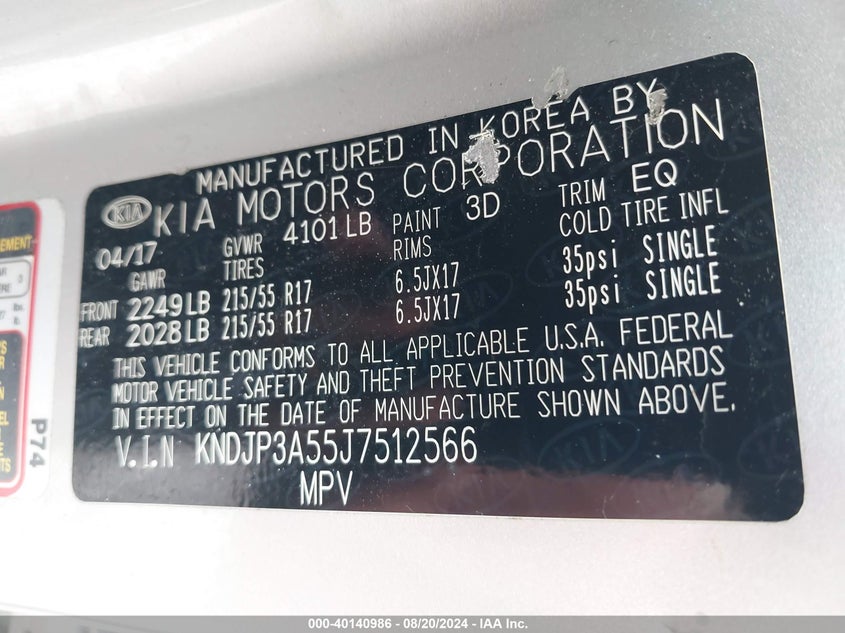 MANUFACTURED IN KOREA BY
KIA KIA MOTORS CORPORATION
04/17 GVWR 4101 LB PAINT 3D TRIM EQ
GAWR TIRES RIMS COLD TIRE INFL
FRONT 2249 LB 215/55 R17 6.5JX17 35psi SINGLE
REAR 2028 LB 215/55 R17 6.5JX17 35psi SINGLE
THIS VEHICLE CONFORMS TO ALL APPLICABLE U.S.A. FEDERAL
MOTOR VEHICLE SAFETY AND THEFT PREVENTION STANDARDS
IN EFFECT ON THE DATE OF MANUFACTURE SHOWN ABOVE.
V.I.N KNDJP3A55J7512566
MPV
P74
000-40140986 - 08/20/2024 - IAA Inc.